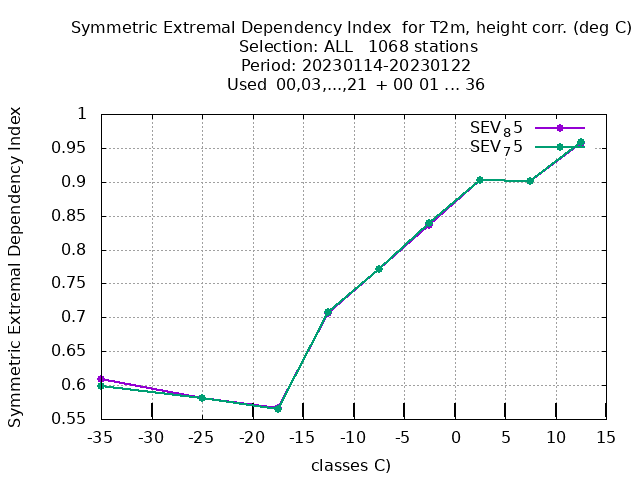 Symmetric Extremal Dependency Index for T2m, height corr. (deg C)
Selection: ALL 1068 stations
Period: 20230114-20230122
Used 00,03,...,21 + 00 01 ... 36
Symmetric Extremal Dependency Index
1
0.95
0.9
0.85
0.8
0.75
0.7
0.65
0.6
0.55
SEV₈5
SEV₇5
-35 -30 -25 -20 -15 -10 -5 0 5 10 15
classes C)